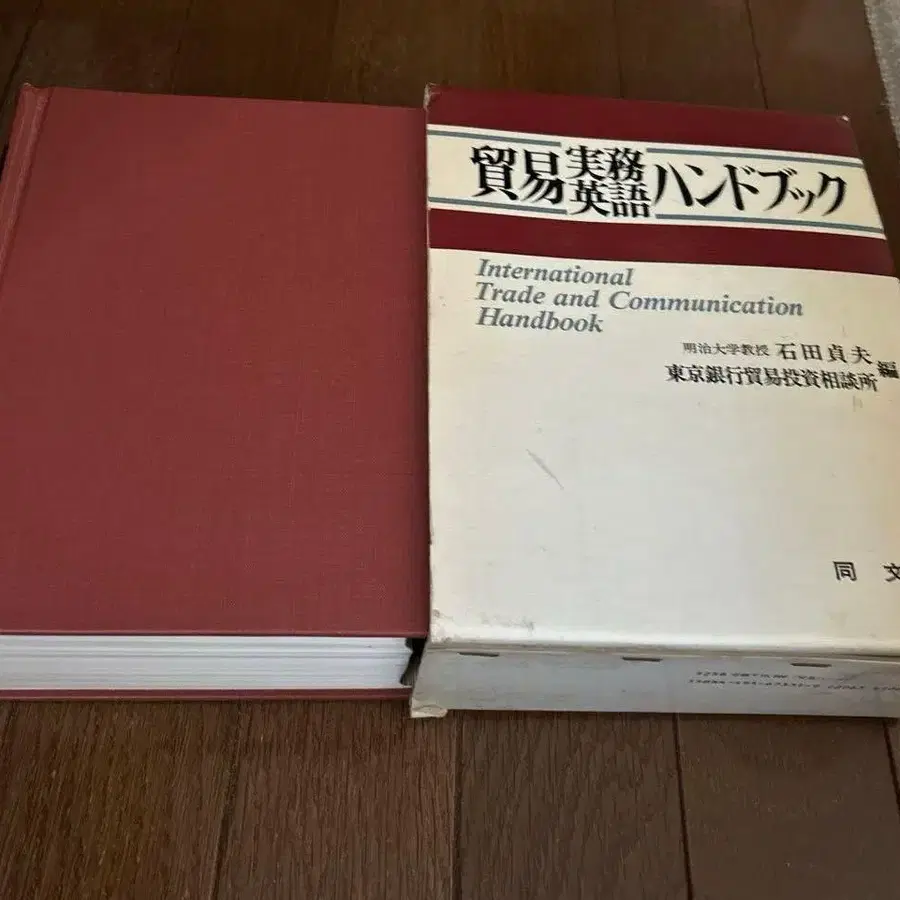 貿易実務英語ハンドブック
International
Trade and Communication
Handbook
明治大学教授 石田貞夫
東京銀行貿易投資相談所 編
同文